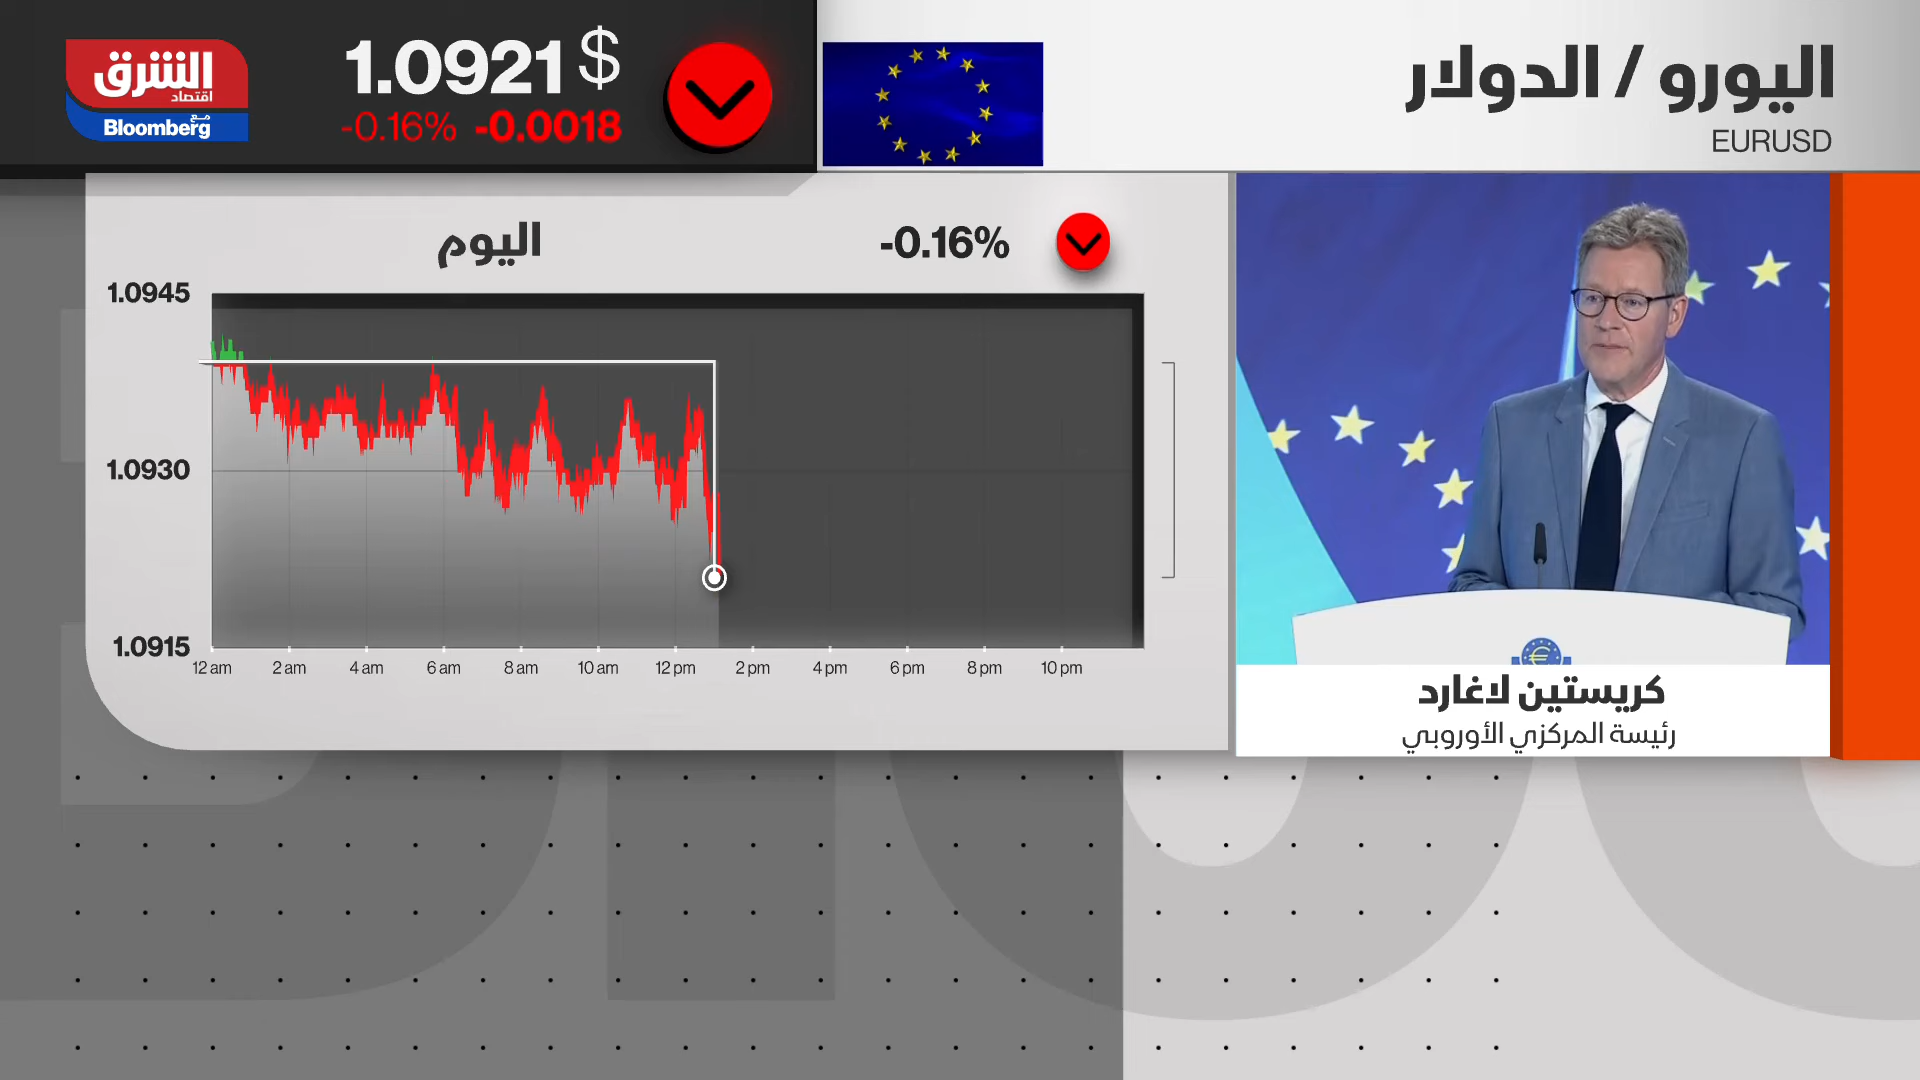 الشرق
اقتصاد
مع
Bloomberg
1.0921 $
-0.16% -0.0018
اليورو / الدولار
EURUSD
اليوم
-0.16%
1.0945
1.0930
1.0915
12 am 2 am 4 am 6 am 8 am 10 am 12 pm 2 pm 4 pm 6 pm 8 pm 10 pm
كريستين لاغارد
رئيسة المركزي الأوروبي